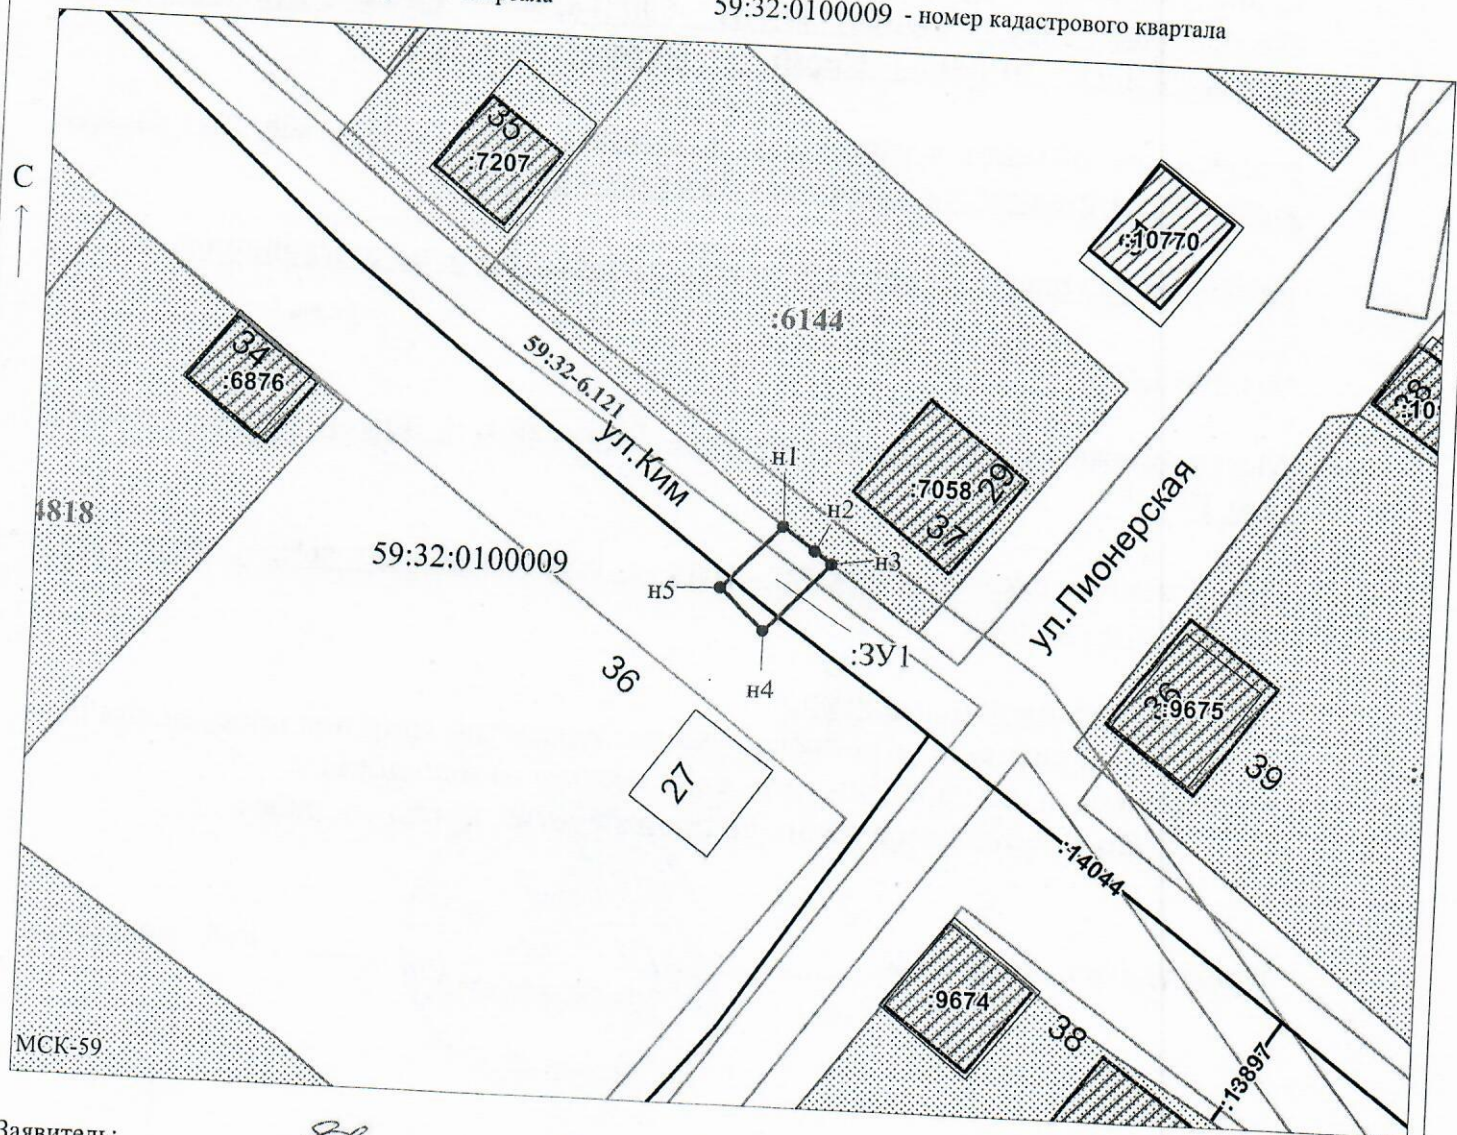 59:32:0100009 - номер кадастрового квартала
С
35
:7207
:10770
:6144
34
:6876
59:32-6.121
ул.Ким
н1
:7058
29
37
н2
н3
4818
59:32:0100009
н5
:ЗУ1
н4
ул.Пионерская
36
27
:9675
39
:14044
:9674
38
:13897
МСК-59
Заявитель: